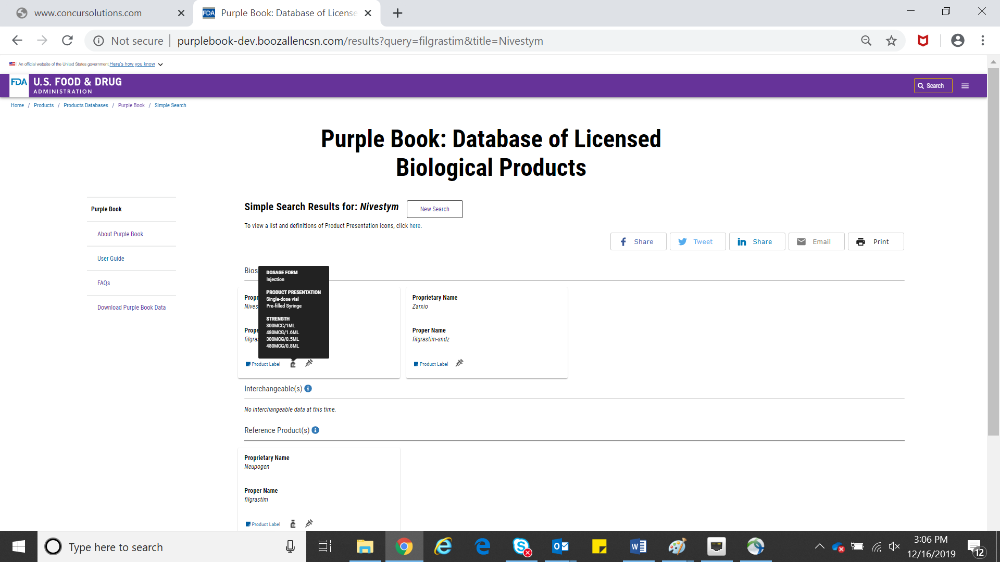 www.concursolutions.com
Purple Book: Database of License
Not secure
purplebook-dev.boozallencsn.com/results?query=filgrastim&title=Nivestym
An official website of the United States government. Here's how you know
FDA U.S. FOOD & DRUG
ADMINISTRATION
Search
Home / Products / Products Databases / Purple Book / Simple Search
Purple Book: Database of Licensed
Biological Products
Purple Book
About Purple Book
User Guide
FAQs
Download Purple Book Data
Simple Search Results for: Nivestym
New Search
To view a list and definitions of Product Presentation icons, click here.
Share
Tweet
Share
Email
Print
Bios
DOSAGE FORM
Injection
PRODUCT PRESENTATION
Single-dose vial
Pre-filled Syringe
STRENGTH
300MCG/1ML
480MCG/1.6ML
300MCG/0.5ML
480MCG/0.8ML
Propr
Nives
Prope
filgras
Product Label
Proprietary Name
Zarxio
Proper Name
filgrastim-sndz
Product Label
Interchangeable(s)
No interchangeable data at this time.
Reference Product(s)
Proprietary Name
Neupogen
Proper Name
filgrastim
Product Label
Type here to search
3:06 PM
12/16/2019
12